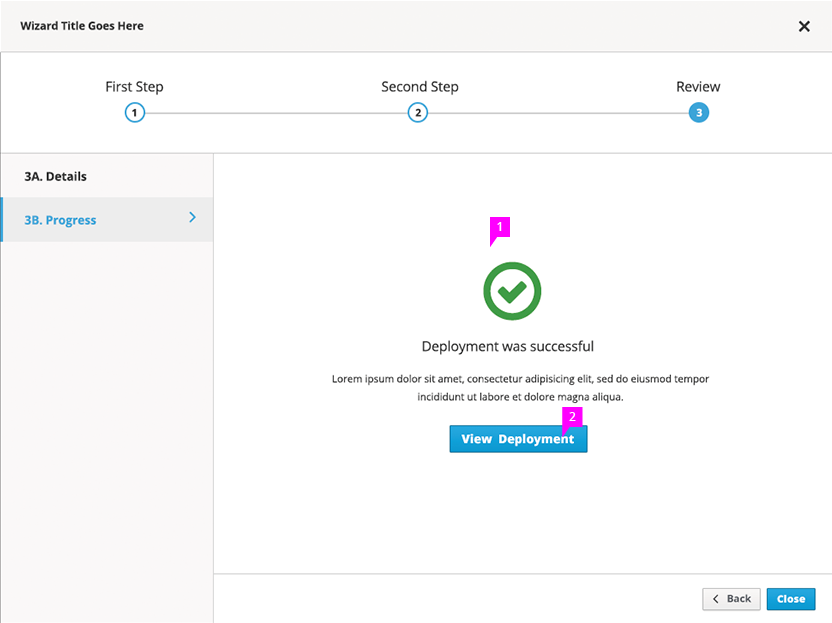 Wizard Title Goes Here
First Step
Second Step
Review
1
2
3
3A. Details
3B. Progress
1
Deployment was successful
Lorem ipsum dolor sit amet, consectetur adipisicing elit, sed do eiusmod tempor
incididunt ut labore et dolore magna aliqua.
2
View Deployment
Back
Close